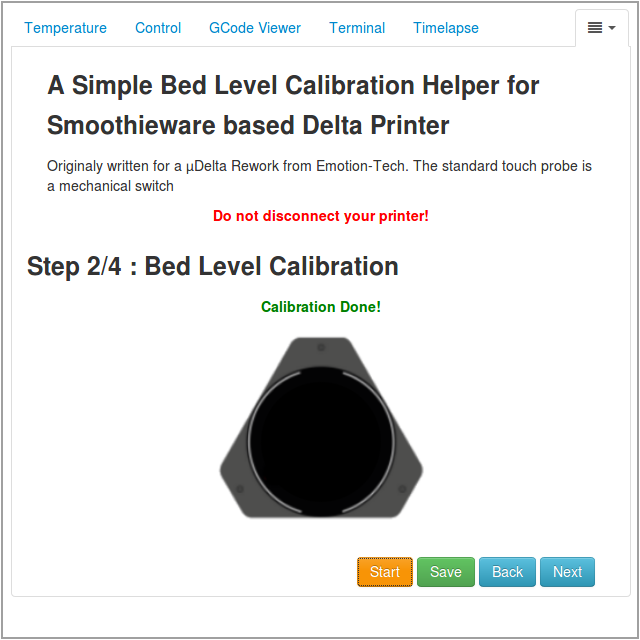 Temperature Control GCode Viewer Terminal Timelapse
A Simple Bed Level Calibration Helper for
Smoothieware based Delta Printer
Originaly written for a µDelta Rework from Emotion-Tech. The standard touch probe is
a mechanical switch
Do not disconnect your printer!
Step 2/4 : Bed Level Calibration
Calibration Done!
Start Save Back Next